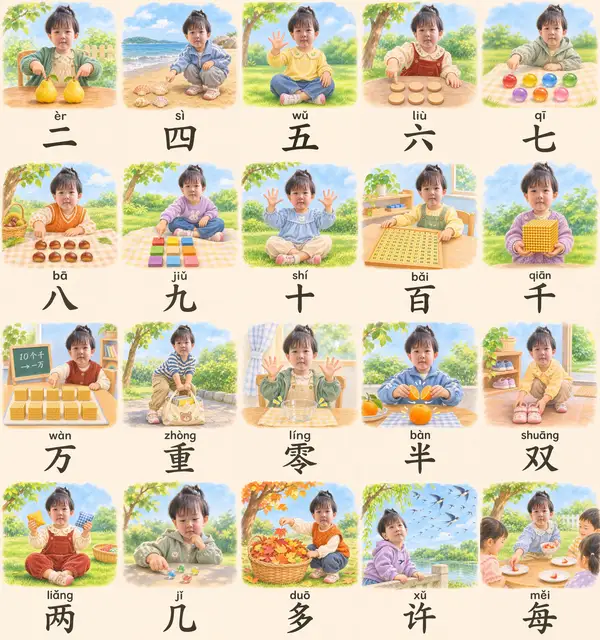 èr
二
sì
四
wǔ
五
liù
六
qī
七
bā
八
jiǔ
九
shí
十
bǎi
百
qiān
千
10个千
→一万
wàn
万
zhòng
重
líng
零
bàn
半
shuāng
双
liǎng
两
jǐ
几
duō
多
xǔ
许
měi
每